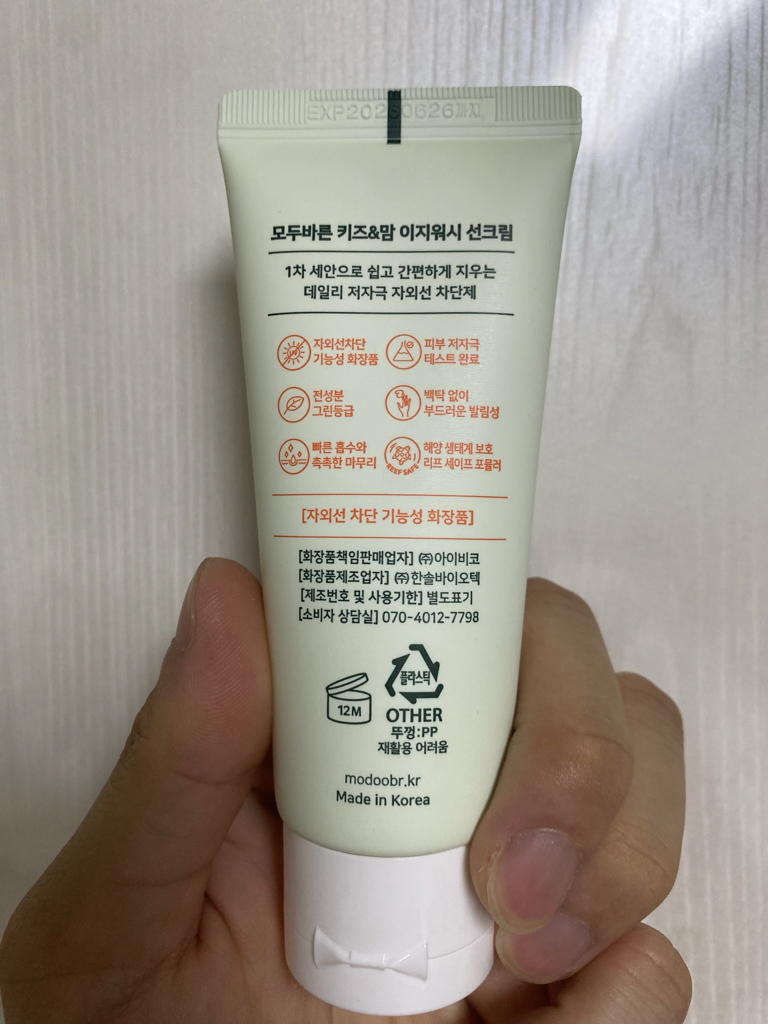 모두바른 키즈&맘 이지워시 선크림
1차 세안으로 쉽고 간편하게 지우는
데일리 저자극 자외선 차단제
UV
자외선차단
기능성 화장품
피부 저자극
테스트 완료
전성분
그린등급
백탁 없이
부드러운 발림성
빠른 흡수와
촉촉한 마무리
REEF SAFE
해양 생태계 보호
리프 세이프 포뮬러
[자외선 차단 기능성 화장품]
[화장품책임판매업자] ㈜아이비코
[화장품제조업자] ㈜한솔바이오텍
[제조번호 및 사용기한] 별도표기
[소비자 상담실] 070-4012-7798
12M
플라스틱
OTHER
뚜껑:PP
재활용 어려움
modoobr.kr
Made in Korea